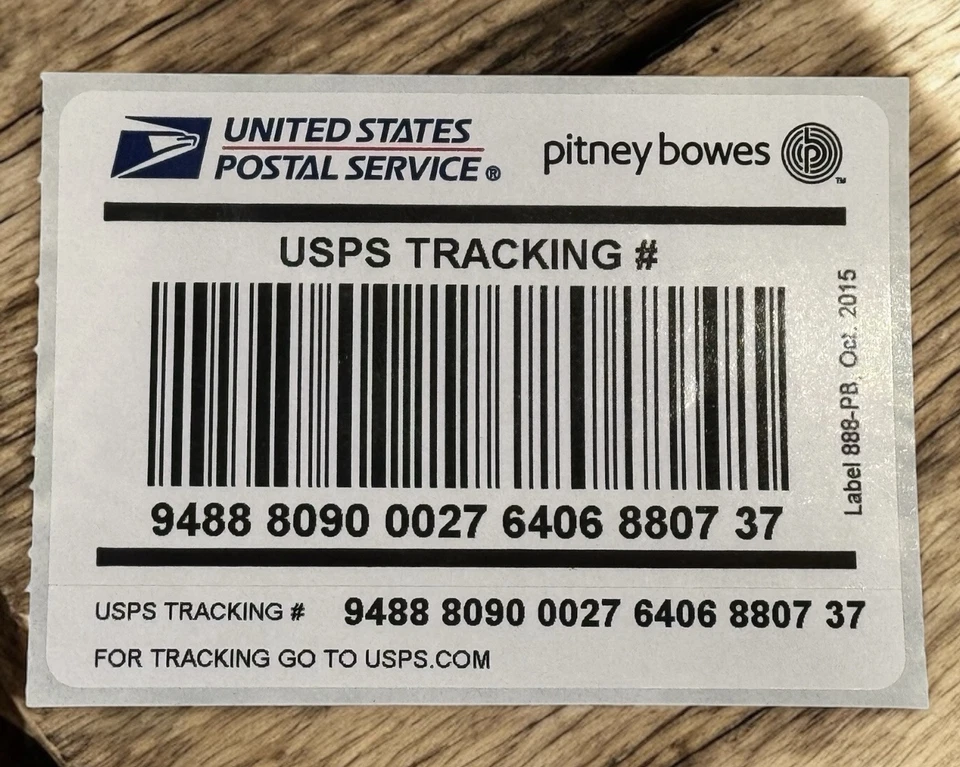 UNITED STATES
POSTAL SERVICE®
pitney bowes ™
USPS TRACKING #
9488 8090 0027 6406 8807 37
Label 888-PB, Oct. 2015
USPS TRACKING # 9488 8090 0027 6406 8807 37
FOR TRACKING GO TO USPS.COM